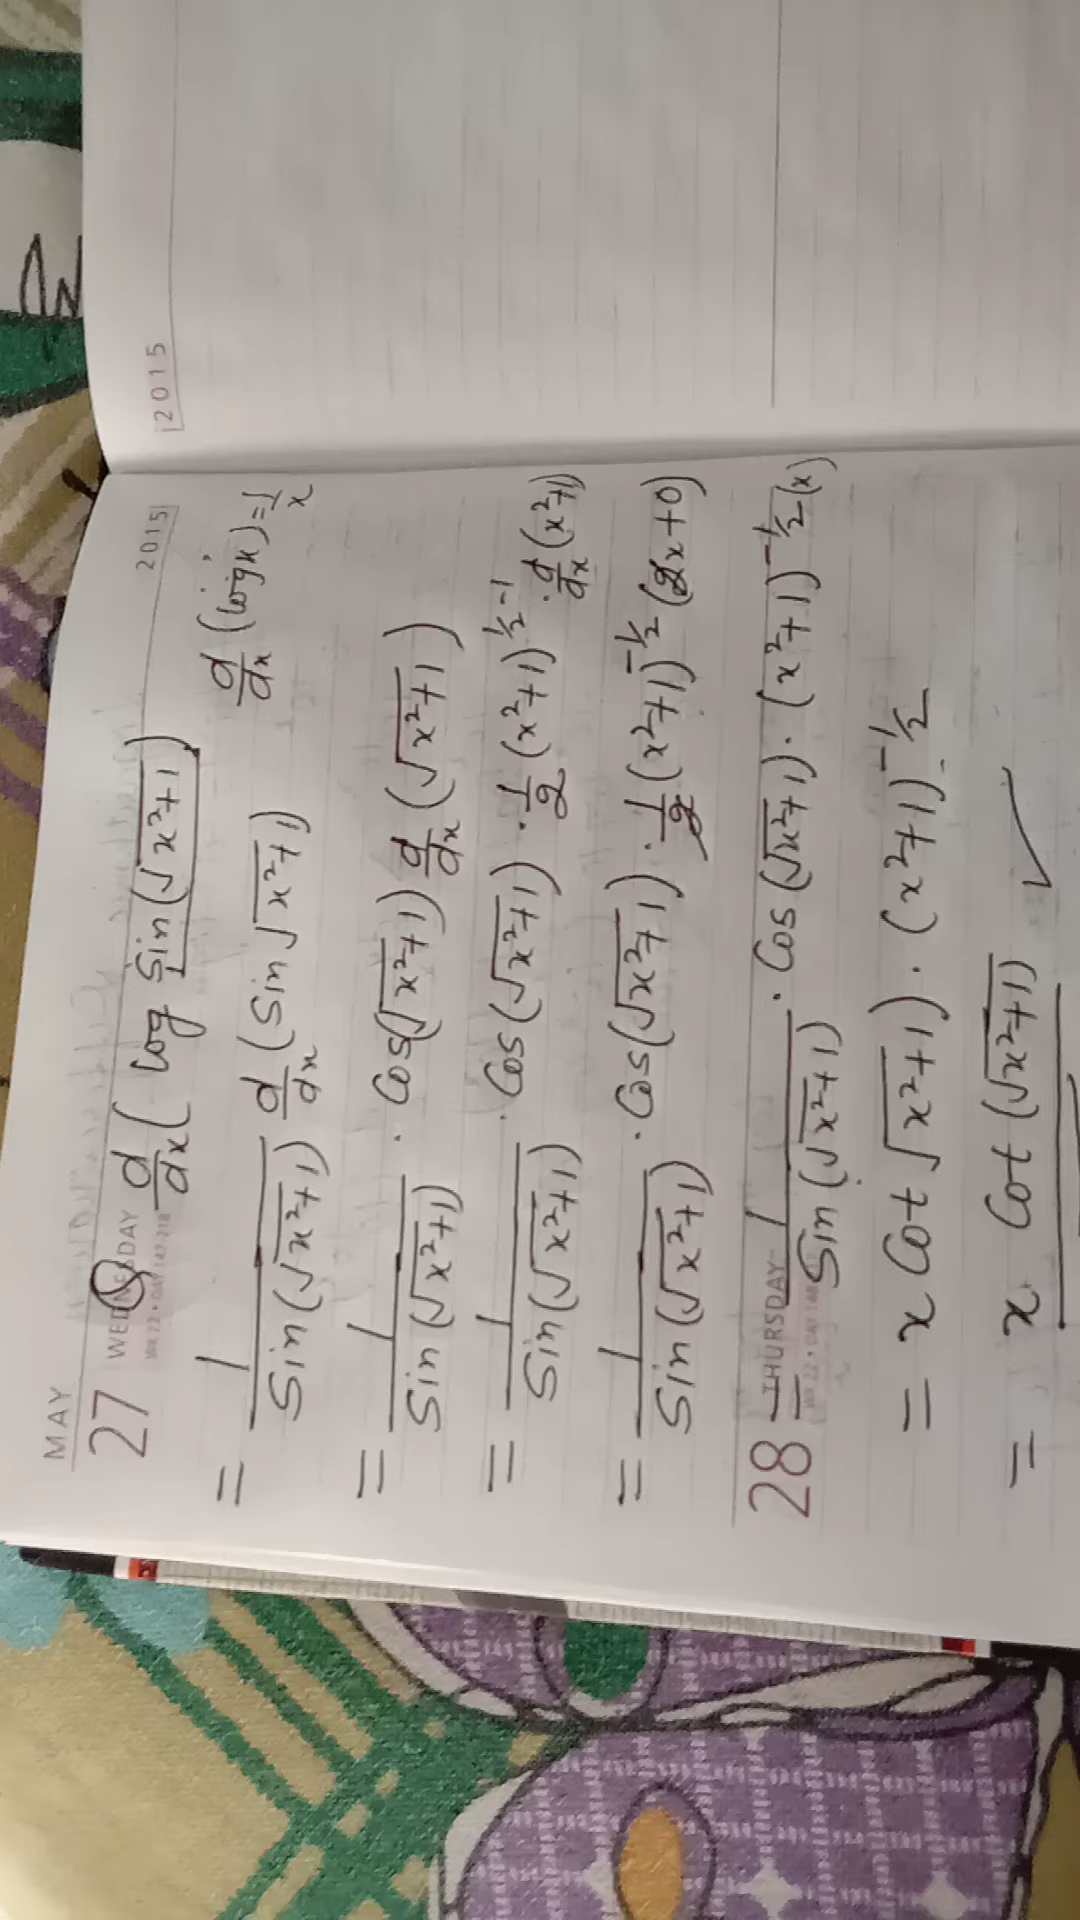 MAY
2015
2015
27 WEDNESDAY d/dx ( log sin(√x²+1) )
= 1/Sin(√x²+1) d/dx (Sin √x²+1) d/dx (log x) = 1/x
= 1/Sin(√x²+1) · Cos(√x²+1) d/dx (√x²+1)
= 1/Sin(√x²+1) · Cos(√x²+1) · 1/2 (x²+1)^1/2-1 · d/dx (x²+1)
= 1/Sin(√x²+1) · Cos(√x²+1) · 1/2 (x²+1)^-1/2 (2x+0)
28 THURSDAY
= 1/Sin(√x²+1) · Cos(√x²+1) · (x²+1)^-1/2 (x)
= x Cot √x²+1) · (x²+1)^-1/2
= x Cot (√x²+1)